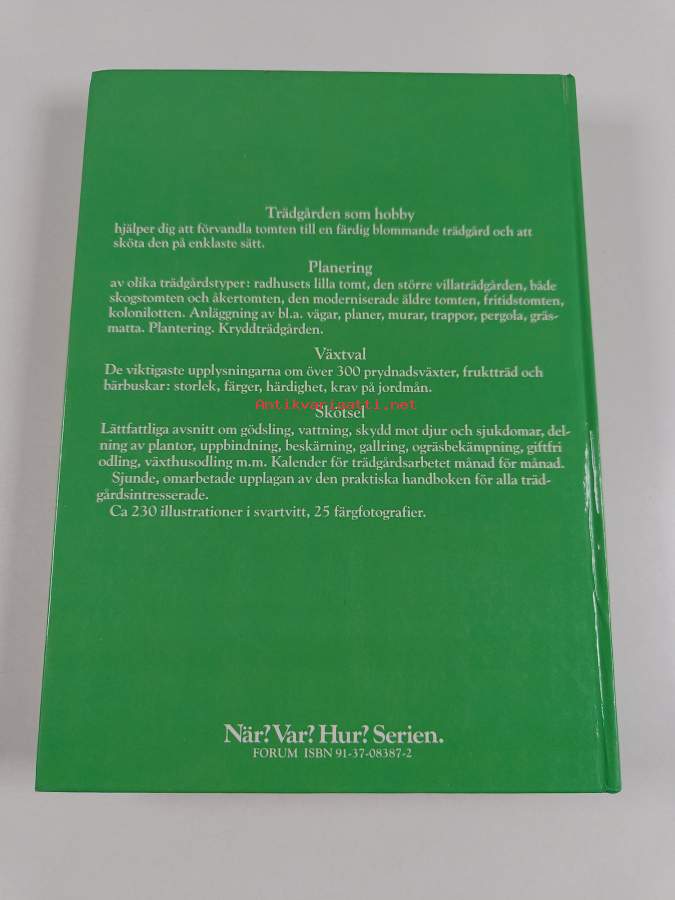 Trädgården som hobby
hjälper dig att förvandla tomten till en färdig blommande trädgård och att
sköta den på enklaste sätt.
Planering
av olika trädgårdstyper: radhusets lilla tomt, den större villaträdgården, både
skogstomten och åkertomten, den moderniserade äldre tomten, fritidstomten,
kolonilotten. Anläggning av bl.a. vägar, planer, murar, trappor, pergola, gräs-
matta. Plantering. Kryddträdgården.
Växtval
De viktigaste upplysningarna om över 300 prydnadsväxter, fruktträd och
bärbuskar: storlek, färger, härdighet, krav på jordmån.
Antikvariaatti.net
Skötsel
Lättfattliga avsnitt om gödsling, vattning, skydd mot djur och sjukdomar, del-
ning av plantor, uppbindning, beskärning, gallring, ogräsbekämpning, giftfri
odling, växthusodling m.m. Kalender för trädgårdsarbetet månad för månad.
Sjunde, omarbetade upplagan av den praktiska handboken för alla träd-
gårdsintresserade.
Ca 230 illustrationer i svartvitt, 25 färgfotografier.
När? Var? Hur? Serien.
FORUM ISBN 91-37-08387-2